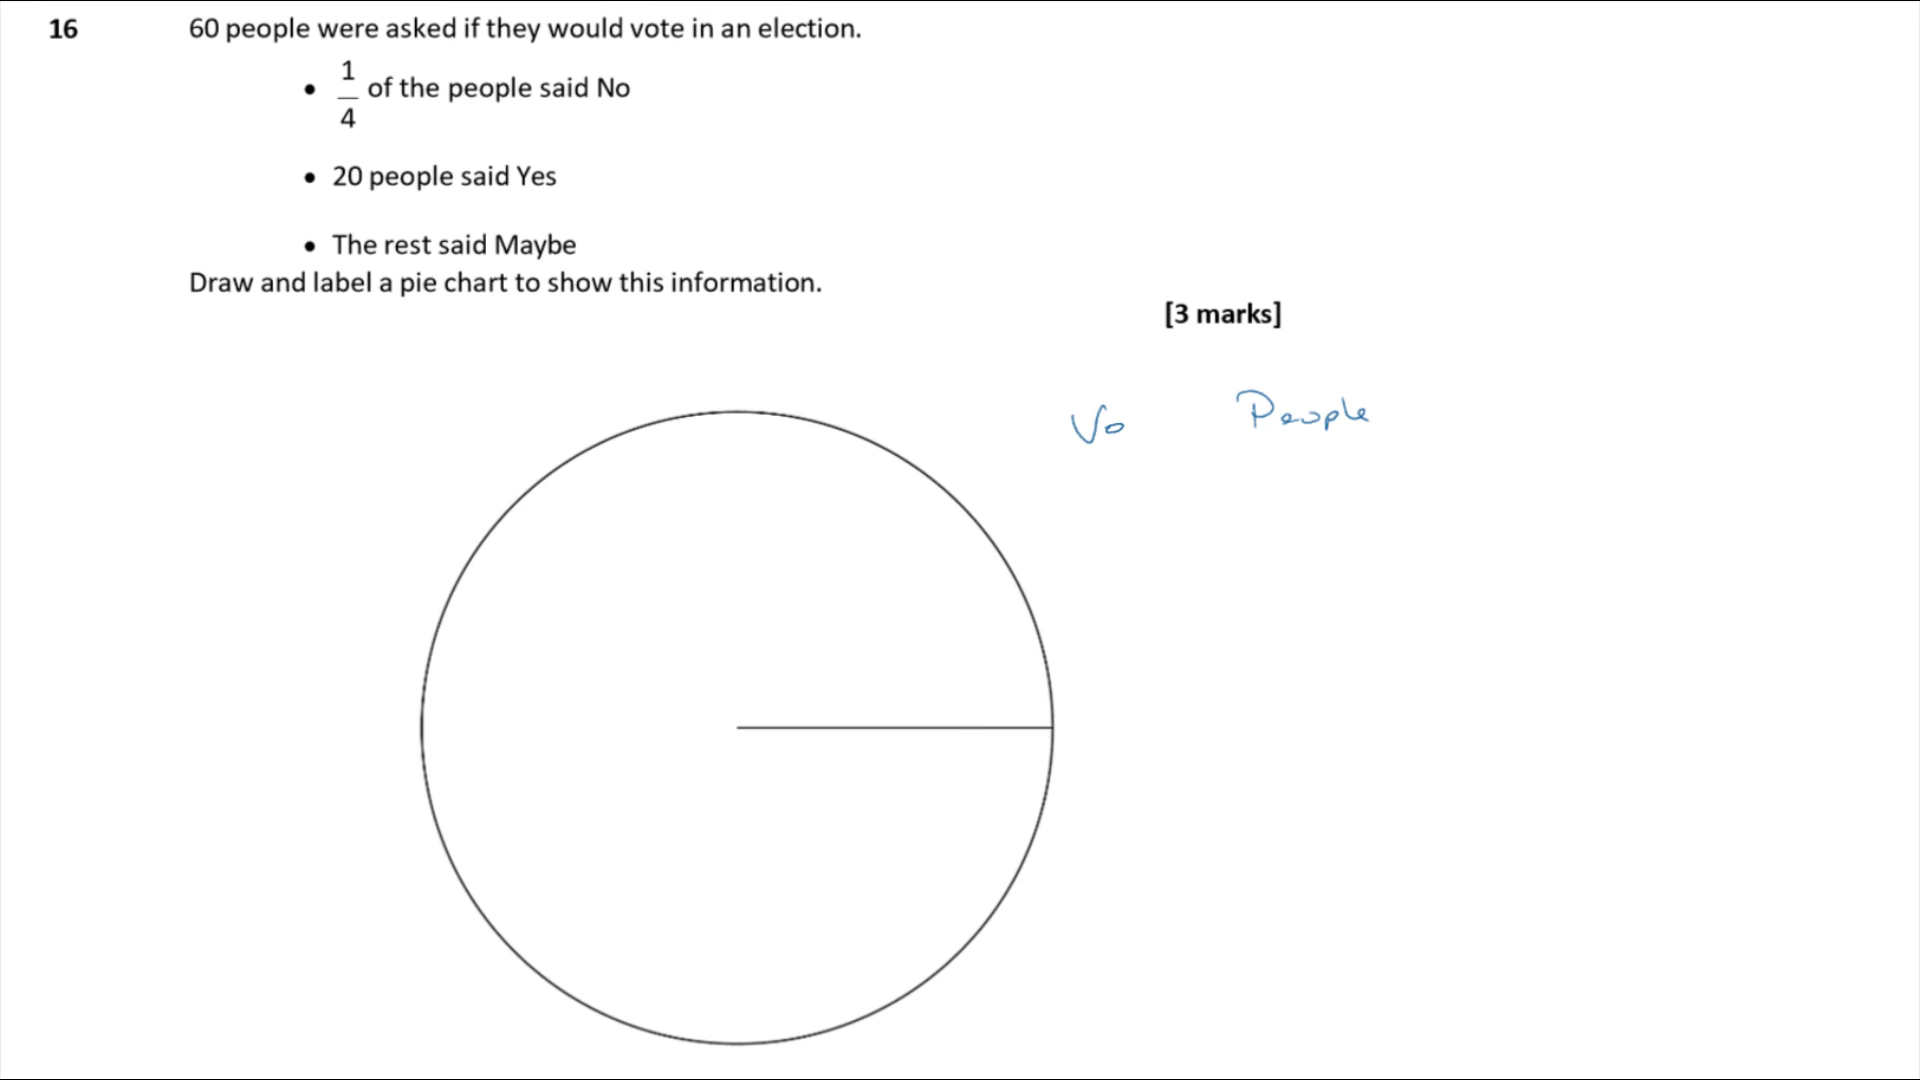 16 60 people were asked if they would vote in an election.
• 1/4 of the people said No
• 20 people said Yes
• The rest said Maybe
Draw and label a pie chart to show this information.
[3 marks]
Vo People